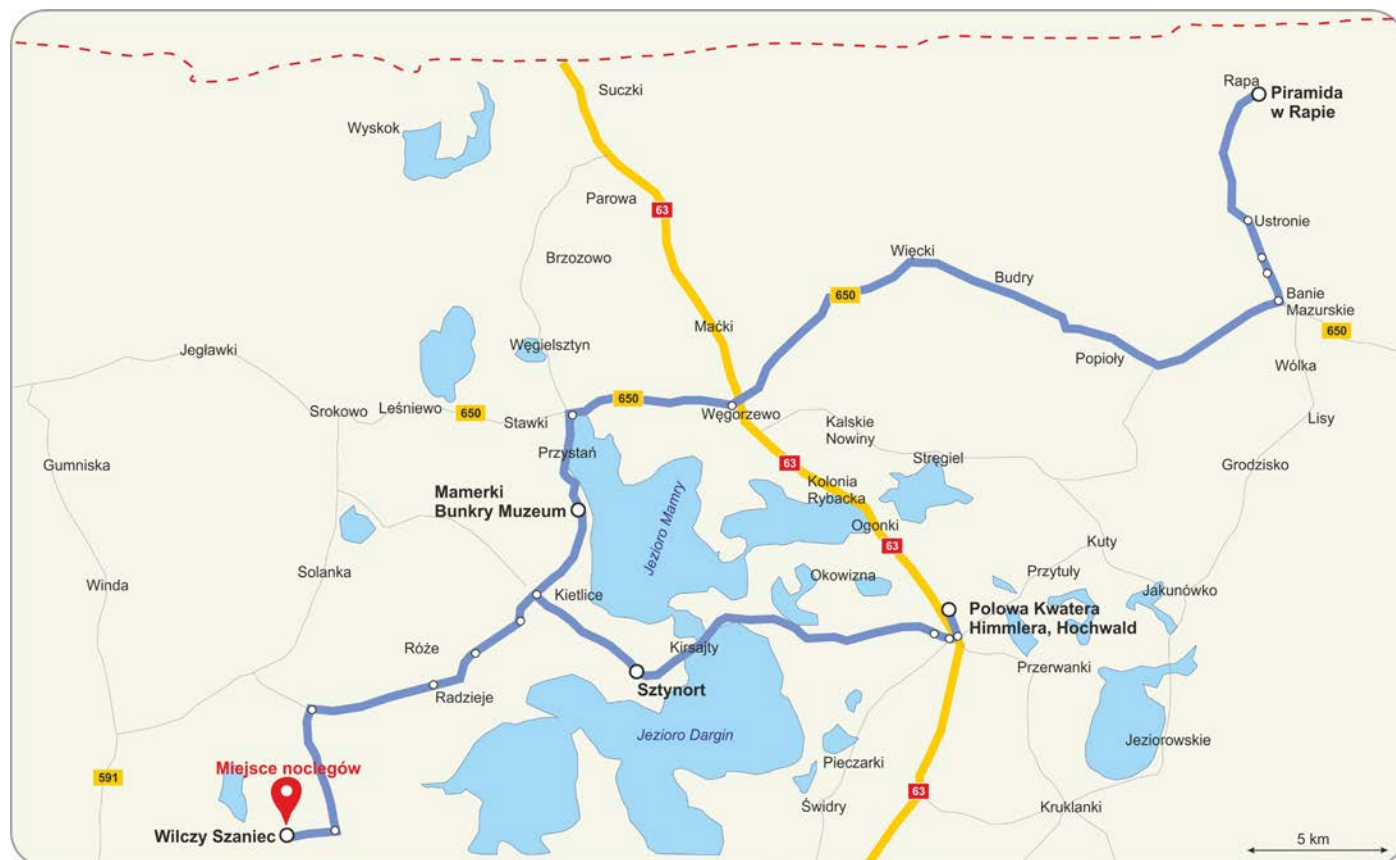 Suczki
Rapa
Piramida
w Rapie
Wyskok
Parowa
63
Ustronie
Więcki
Brzozowo
Budry
650
Banie
Mazurskie
Maćki
650
Węgielsztyn
Jegławki
Popioły
Wólka
650
Srokowo
Leśniewo
650
Stawki
Węgorzewo
Kalskie
Nowiny
Lisy
Przystań
63
Stręgiel
Gumniska
Grodzisko
Kolonia
Rybacka
Mamerki
Bunkry Muzeum
Jezioro Mamry
Ogonki
63
Kuty
Solanka
Okowizna
Przytuły
Winda
Kietlice
Jakunówko
Polowa Kwatera
Himmlera, Hochwald
Róże
Kirsajty
Przerwanki
Radzieje
Sztynort
Jezioro Dargin
Jeziorowskie
Miejsce noclegów
591
Pieczarki
63
Świdry
Kruklanki
Wilczy Szaniec
5 km